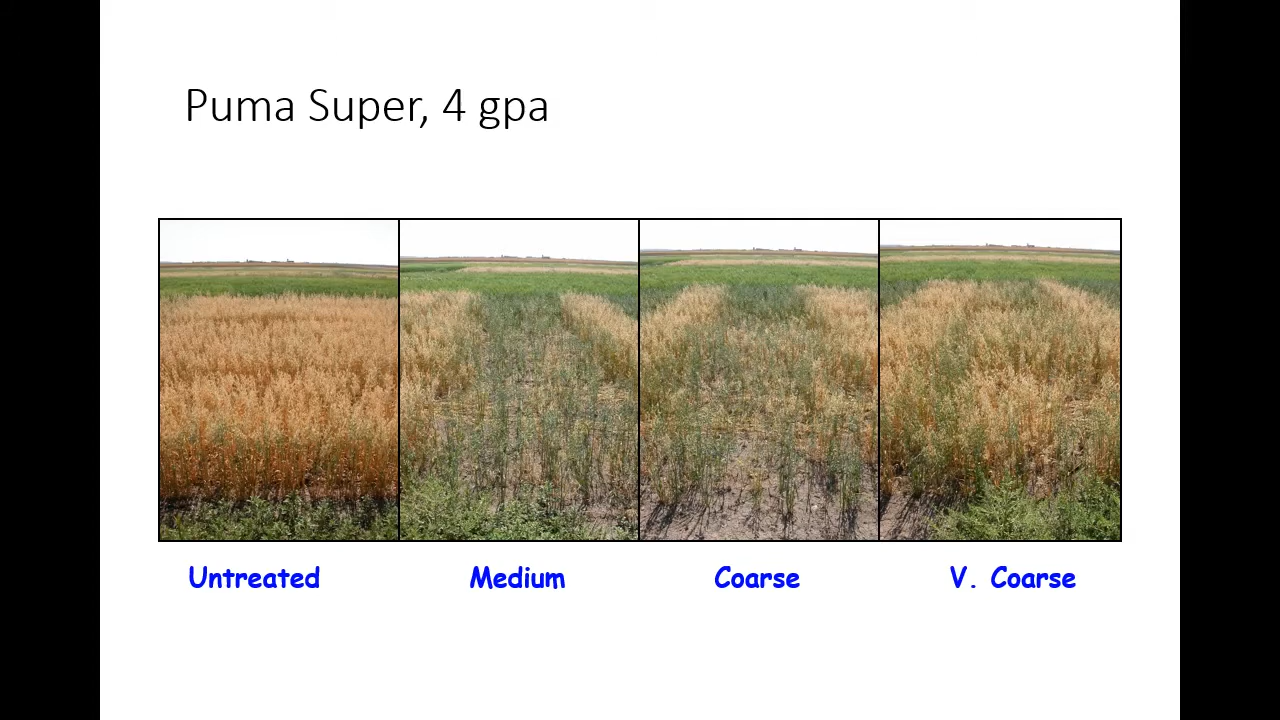 Puma Super, 4 gpa
Untreated
Medium
Coarse
V. Coarse